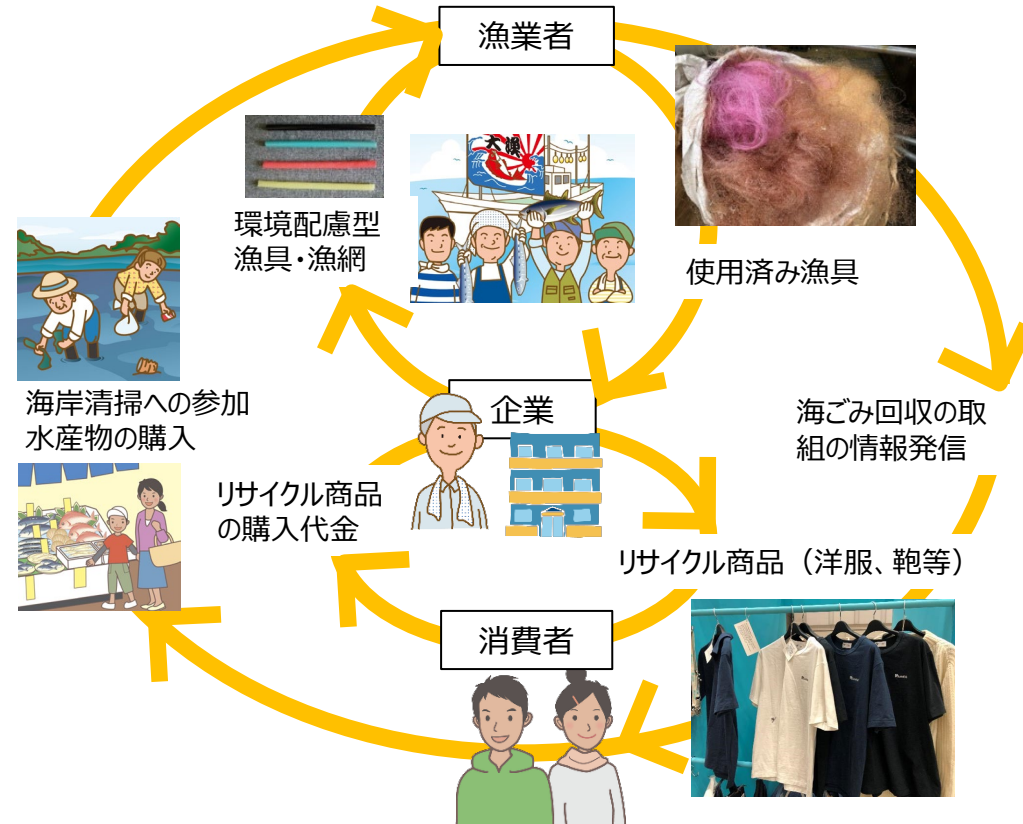 漁業者
大漁
環境配慮型
漁具・漁網
使用済み漁具
海岸清掃への参加
水産物の購入
企業
海ごみ回収の取
組の情報発信
リサイクル商品
の購入代金
リサイクル商品（洋服、鞄等）
消費者